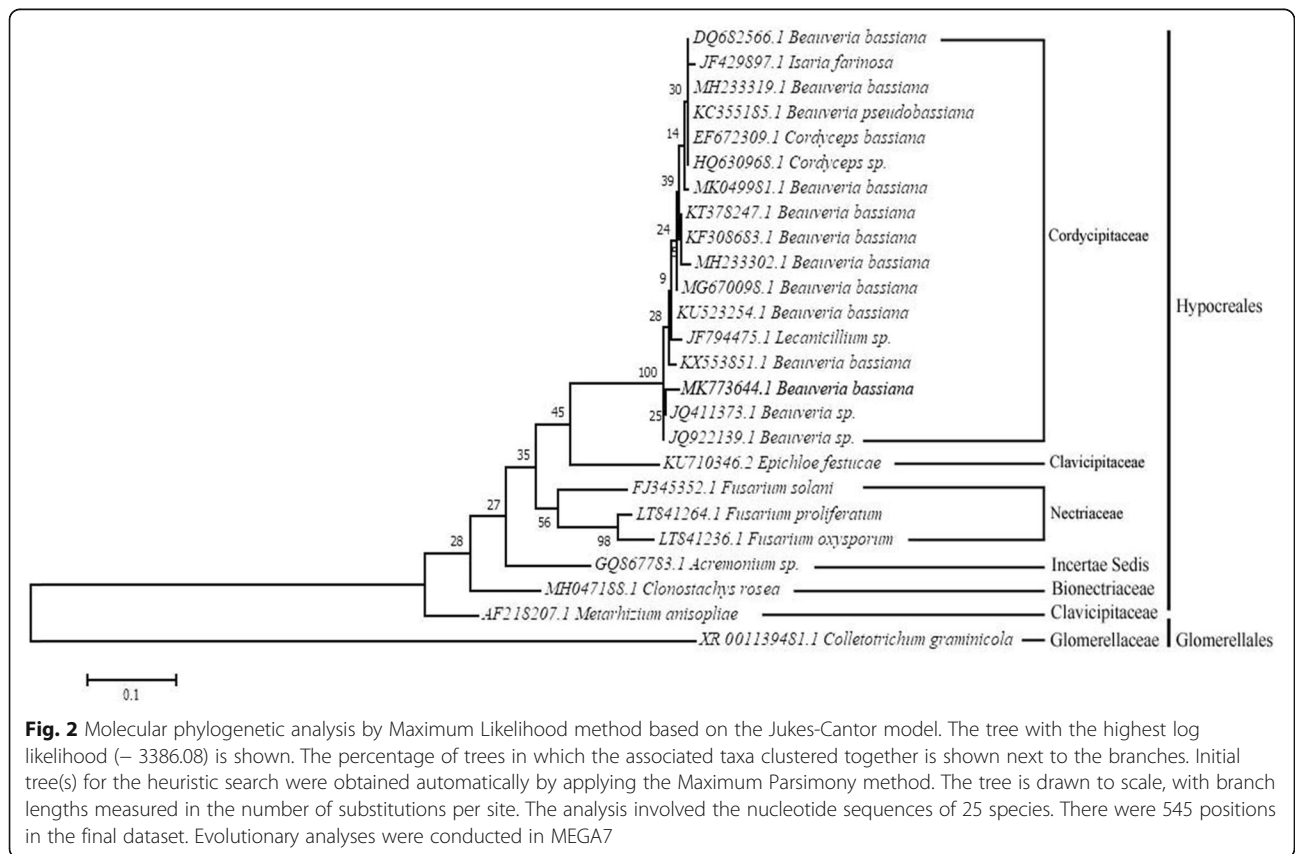 DQ682566.1 Beauveria bassiana
JF429897.1 Isaria farinosa
30
MH233319.1 Beauveria bassiana
KC355185.1 Beauveria pseudobassiana
14
EF672309.1 Cordyceps bassiana
HQ630968.1 Cordyceps sp.
39
MK049981.1 Beauveria bassiana
KT378247.1 Beauveria bassiana
24
KF308683.1 Beauveria bassiana
Cordycipitaceae
MH233302.1 Beauveria bassiana
9
MG670098.1 Beauveria bassiana
Hypocreales
KU523254.1 Beauveria bassiana
28
JF794475.1 Lecanicillium sp.
KX553851.1 Beauveria bassiana
100
MK773644.1 Beauveria bassiana
25
JQ411373.1 Beauveria sp.
45
JQ922139.1 Beauveria sp.
KU710346.2 Epichloe festucae
Clavicipitaceae
35
FJ345352.1 Fusarium solani
27
LT841264.1 Fusarium proliferatum
Nectriaceae
56
LT841236.1 Fusarium oxysporum
98
28
GQ867783.1 Acremonium sp.
Incertae Sedis
MH047188.1 Clonostachys rosea
Bionectriaceae
AF218207.1 Metarhizium anisopliae
Clavicipitaceae
XR 001139481.1 Colletotrichum graminicola
Glomerellaceae
Glomerellales
0.1
Fig. 2 Molecular phylogenetic analysis by Maximum Likelihood method based on the Jukes-Cantor model. The tree with the highest log
likelihood (− 3386.08) is shown. The percentage of trees in which the associated taxa clustered together is shown next to the branches. Initial
tree(s) for the heuristic search were obtained automatically by applying the Maximum Parsimony method. The tree is drawn to scale, with branch
lengths measured in the number of substitutions per site. The analysis involved the nucleotide sequences of 25 species. There were 545 positions
in the final dataset. Evolutionary analyses were conducted in MEGA7